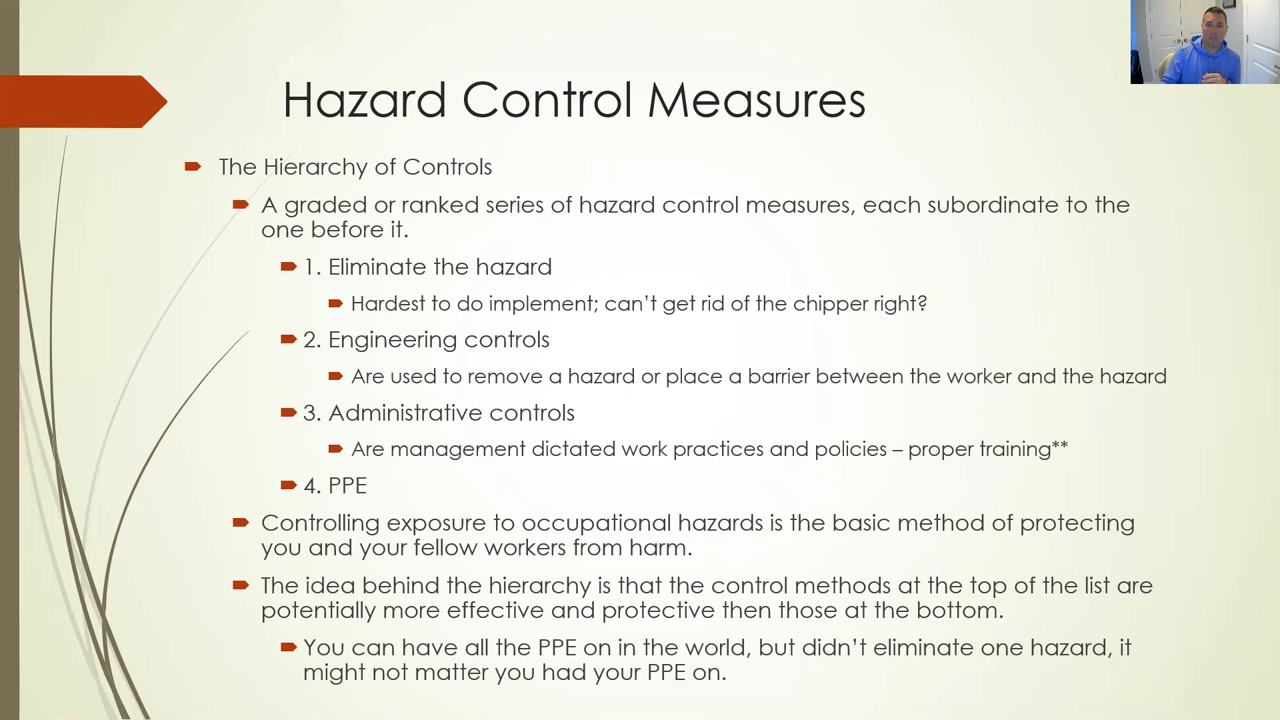 Hazard Control Measures
The Hierarchy of Controls
A graded or ranked series of hazard control measures, each subordinate to the
one before it.
1. Eliminate the hazard
Hardest to do implement; can’t get rid of the chipper right?
2. Engineering controls
Are used to remove a hazard or place a barrier between the worker and the hazard
3. Administrative controls
Are management dictated work practices and policies – proper training**
4. PPE
Controlling exposure to occupational hazards is the basic method of protecting
you and your fellow workers from harm.
The idea behind the hierarchy is that the control methods at the top of the list are
potentially more effective and protective then those at the bottom.
You can have all the PPE on in the world, but didn’t eliminate one hazard, it
might not matter you had your PPE on.